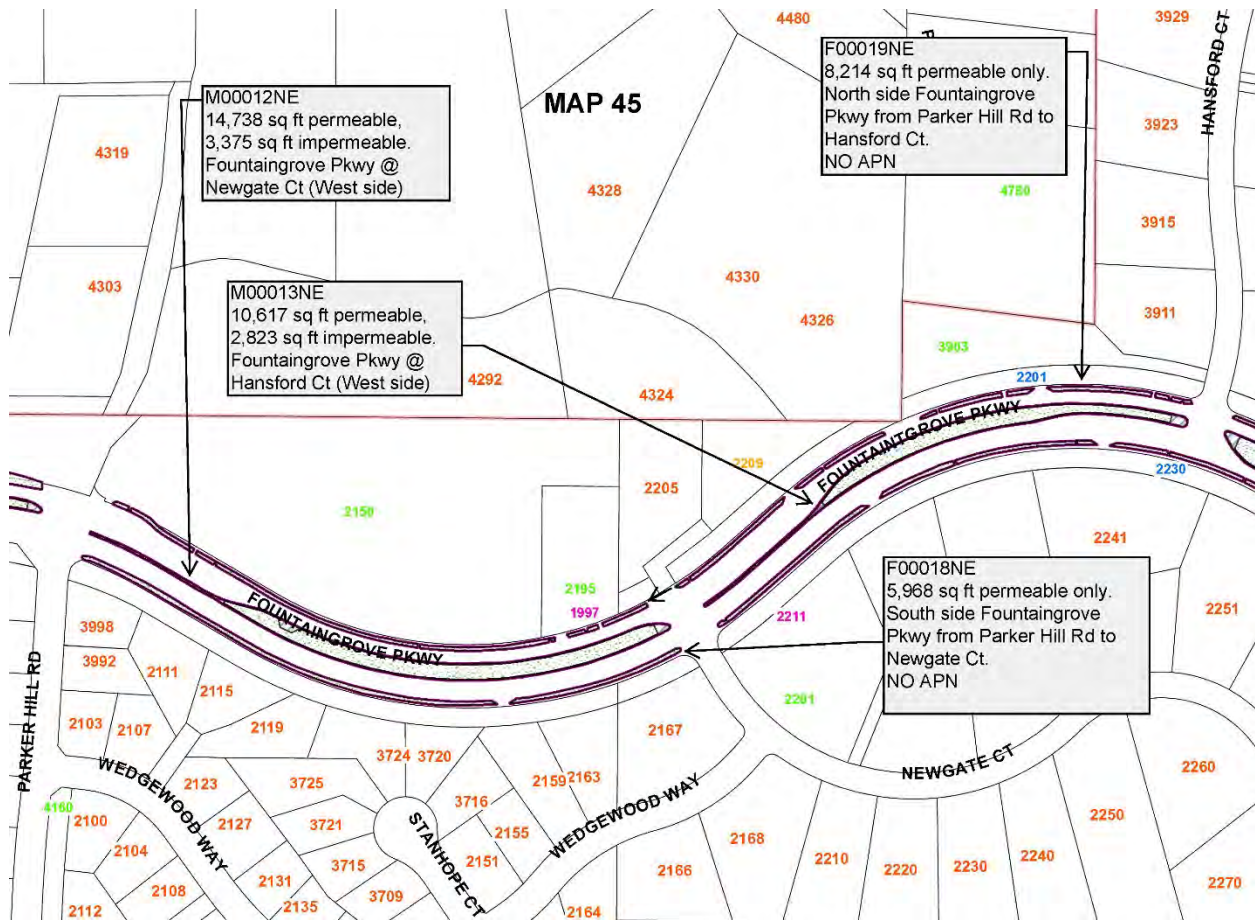 4480
3929
HANSFORD CT
F00019NE
8,214 sq ft permeable only.
North side Fountaingrove
Pkwy from Parker Hill Rd to
Hansford Ct.
NO APN
M00012NE
14,738 sq ft permeable,
3,375 sq ft impermeable.
Fountaingrove Pkwy @
Newgate Ct (West side)
MAP 45
4319
3923
4328
4780
3915
4303
4330
4326
3911
M00013NE
10,617 sq ft permeable,
2,823 sq ft impermeable.
Fountaingrove Pkwy @
Hansford Ct (West side)
3903
4292
4324
2201
FOUNTAINTGROVE PKWY
2209
2205
2230
2150
2241
2195
1997
2211
F00018NE
5,968 sq ft permeable only.
South side Fountaingrove
Pkwy from Parker Hill Rd to
Newgate Ct.
NO APN
2251
FOUNTAINGROVE PKWY
3998
3992
2111
2115
2201
PARKER HILL RD
2103
2107
2119
2167
3724
3720
WEDGEWOOD WAY
2123
3725
2159
2163
NEWGATE CT
2260
4160
2100
2127
3721
3716
2155
WEDGEWOOD WAY
2250
2104
STANHOPE CT
2168
2210
2220
2230
2240
2108
2131
3715
2151
2166
2112
2135
3709
2164
2270